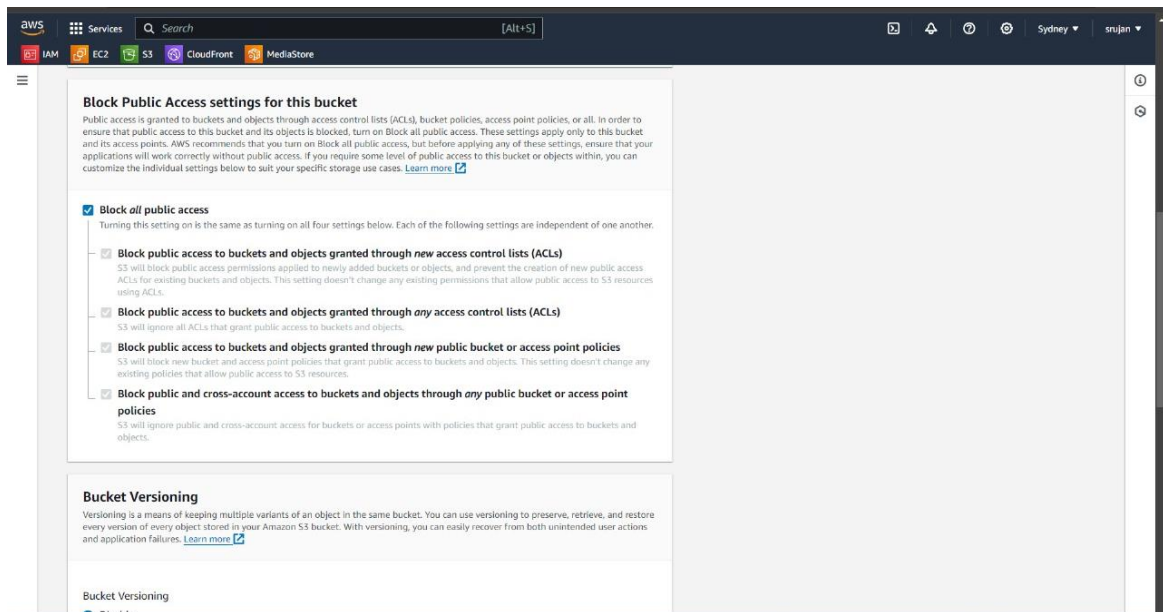 aws
Services
Search
[Alt+S]
Sydney
srujan
IAM
EC2
S3
CloudFront
MediaStore
Block Public Access settings for this bucket
Public access is granted to buckets and objects through access control lists (ACLs), bucket policies, access point policies, or all. In order to
ensure that public access to this bucket and its objects is blocked, turn on Block all public access. These settings apply only to this bucket
and its access points. AWS recommends that you turn on Block all public access, but before applying any of these settings, ensure that your
applications will work correctly without public access. If you require some level of public access to this bucket or objects within, you can
customize the individual settings below to suit your specific storage use cases. Learn more
Block all public access
Turning this setting on is the same as turning on all four settings below. Each of the following settings are independent of one another.
Block public access to buckets and objects granted through new access control lists (ACLs)
S3 will block public access permissions applied to newly added buckets or objects, and prevent the creation of new public access
ACLs for existing buckets and objects. This setting doesn't change any existing permissions that allow public access to S3 resources
using ACLs.
Block public access to buckets and objects granted through any access control lists (ACLs)
S3 will ignore all ACLs that grant public access to buckets and objects.
Block public access to buckets and objects granted through new public bucket or access point policies
S3 will block new bucket and access point policies that grant public access to buckets and objects. This setting doesn't change any
existing policies that allow public access to S3 resources.
Block public and cross-account access to buckets and objects through any public bucket or access point
policies
S3 will ignore public and cross-account access for buckets or access points with policies that grant public access to buckets and
objects.
Bucket Versioning
Versioning is a means of keeping multiple variants of an object in the same bucket. You can use versioning to preserve, retrieve, and restore
every version of every object stored in your Amazon S3 bucket. With versioning, you can easily recover from both unintended user actions
and application failures. Learn more
Bucket Versioning